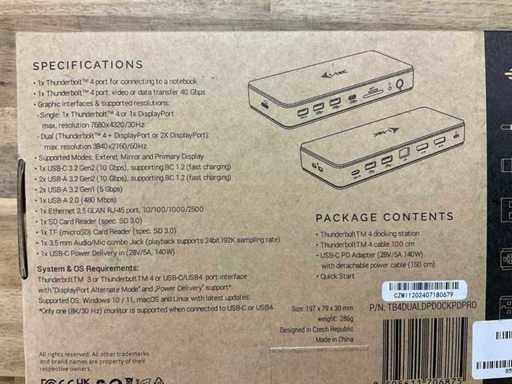 SPECIFICATIONS
• 1x Thunderbolt™ 4 port for connecting to a notebook
• 1x Thunderbolt™ 4 port: video or data transfer 40 Gbps
• Graphic interfaces & supported resolutions:
- Single: 1x Thunderbolt™ 4 or 1x DisplayPort
max. resolution 7680x4320/30Hz
- Dual (Thunderbolt™ 4 + DisplayPort or 2X DisplayPort):
max. resolution 3840x2160/60Hz
• Supported Modes: Extend, Mirror and Primary Display
• 1x USB-C 3.2 Gen2 (10 Gbps), supporting BC 1.2 (fast charging)
• 3x USB-A 3.2 Gen2 (10 Gbps), supporting BC 1.2 (fast charging)
• 2x USB-A 3.2 Gen1 (5 Gbps)
• 1x USB-A 2.0 (480 Mbps)
• 1x Ethernet 2.5 GLAN RJ-45 port, 10/100/1000/2500
• 1x SD Card Reader (spec. SD 3.0)
• 1x TF (microSD) Card Reader (spec. SD 3.0)
• 1x 3.5 mm Audio/Mic combo Jack (playback supports 24bit,192K sampling rate)
• 1x USB-C Power Delivery in (28V/5A, 140W)
System & OS Requirements:
Thunderbolt™ 3 or Thunderbolt™ 4 or USB-C/USB4 port interface
with "DisplayPort Alternate Mode" and „Power Delivery" support*
Supported OS: Windows 10 / 11, macOS and Linux with latest updates.
*Only one (8K/30 Hz) monitor is supported when connected to USB-C or USB4
All rights reserved. All other trademarks
and brand names are property of their
respective owners.
UK
Size: 197 x 79 x 30 mm
weight: 286g
Designed in Czech Republic
Made in China
i-tec
i-tec
PACKAGE CONTENTS
• ThunderboltTM 4 docking station
• ThunderboltTM 4 cable 100 cm
• USB-C PD Adapter (28V/5A, 140W)
with detachable power cable (150 cm)
• Quick Start
CZW11202407180679
P/N: TB4DUALDPDOCKPDPRO